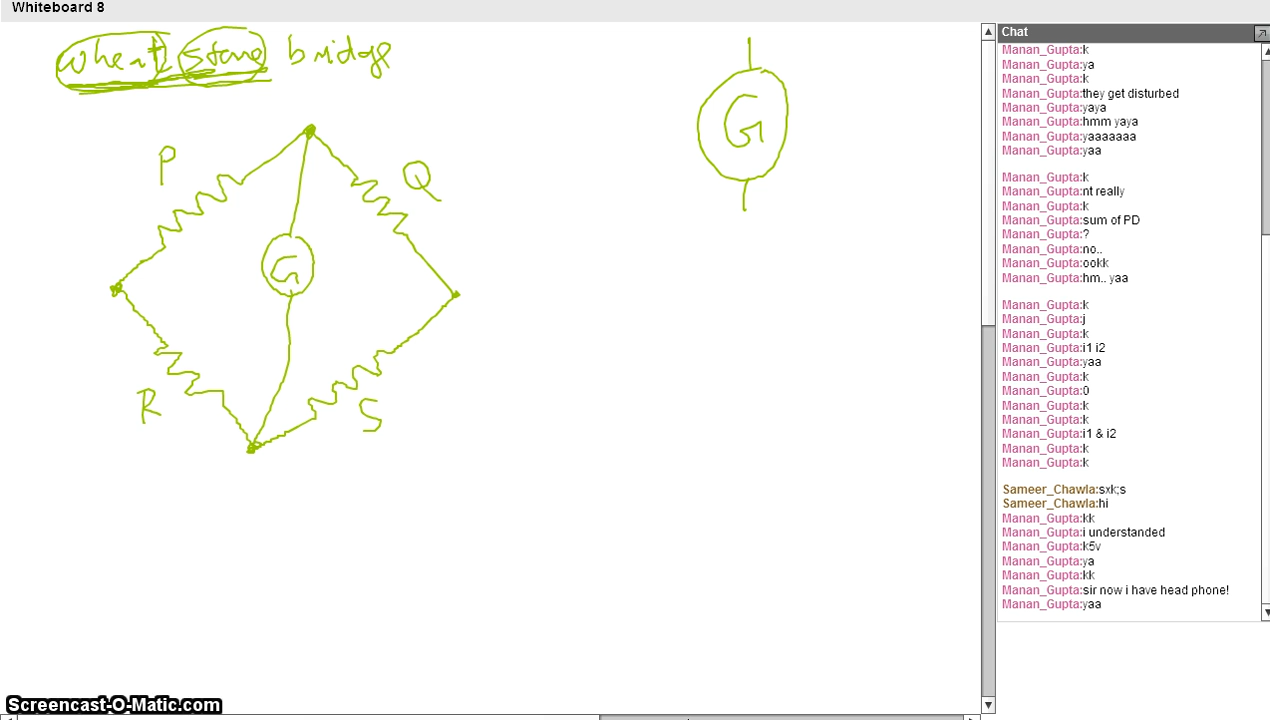 Whiteboard 8
wheat stone bridge
G
P
Q
G
R
S
Chat
Manan_Gupta:k
Manan_Gupta:ya
Manan_Gupta:k
Manan_Gupta:they get disturbed
Manan_Gupta:yaya
Manan_Gupta:hmm yaya
Manan_Gupta:yaaaaaaa
Manan_Gupta:yaa
Manan_Gupta:k
Manan_Gupta:nt really
Manan_Gupta:k
Manan_Gupta:sum of PD
Manan_Gupta:?
Manan_Gupta:no..
Manan_Gupta:ookk
Manan_Gupta:hm.. yaa
Manan_Gupta:k
Manan_Gupta:j
Manan_Gupta:k
Manan_Gupta:i1 i2
Manan_Gupta:yaa
Manan_Gupta:k
Manan_Gupta:0
Manan_Gupta:k
Manan_Gupta:k
Manan_Gupta:i1 & i2
Manan_Gupta:k
Manan_Gupta:k
Sameer_Chawla:sxk;s
Sameer_Chawla:hi
Manan_Gupta:kk
Manan_Gupta:i understanded
Manan_Gupta:k5v
Manan_Gupta:ya
Manan_Gupta:kk
Manan_Gupta:sir now i have head phone!
Manan_Gupta:yaa
Screencast-O-Matic.com